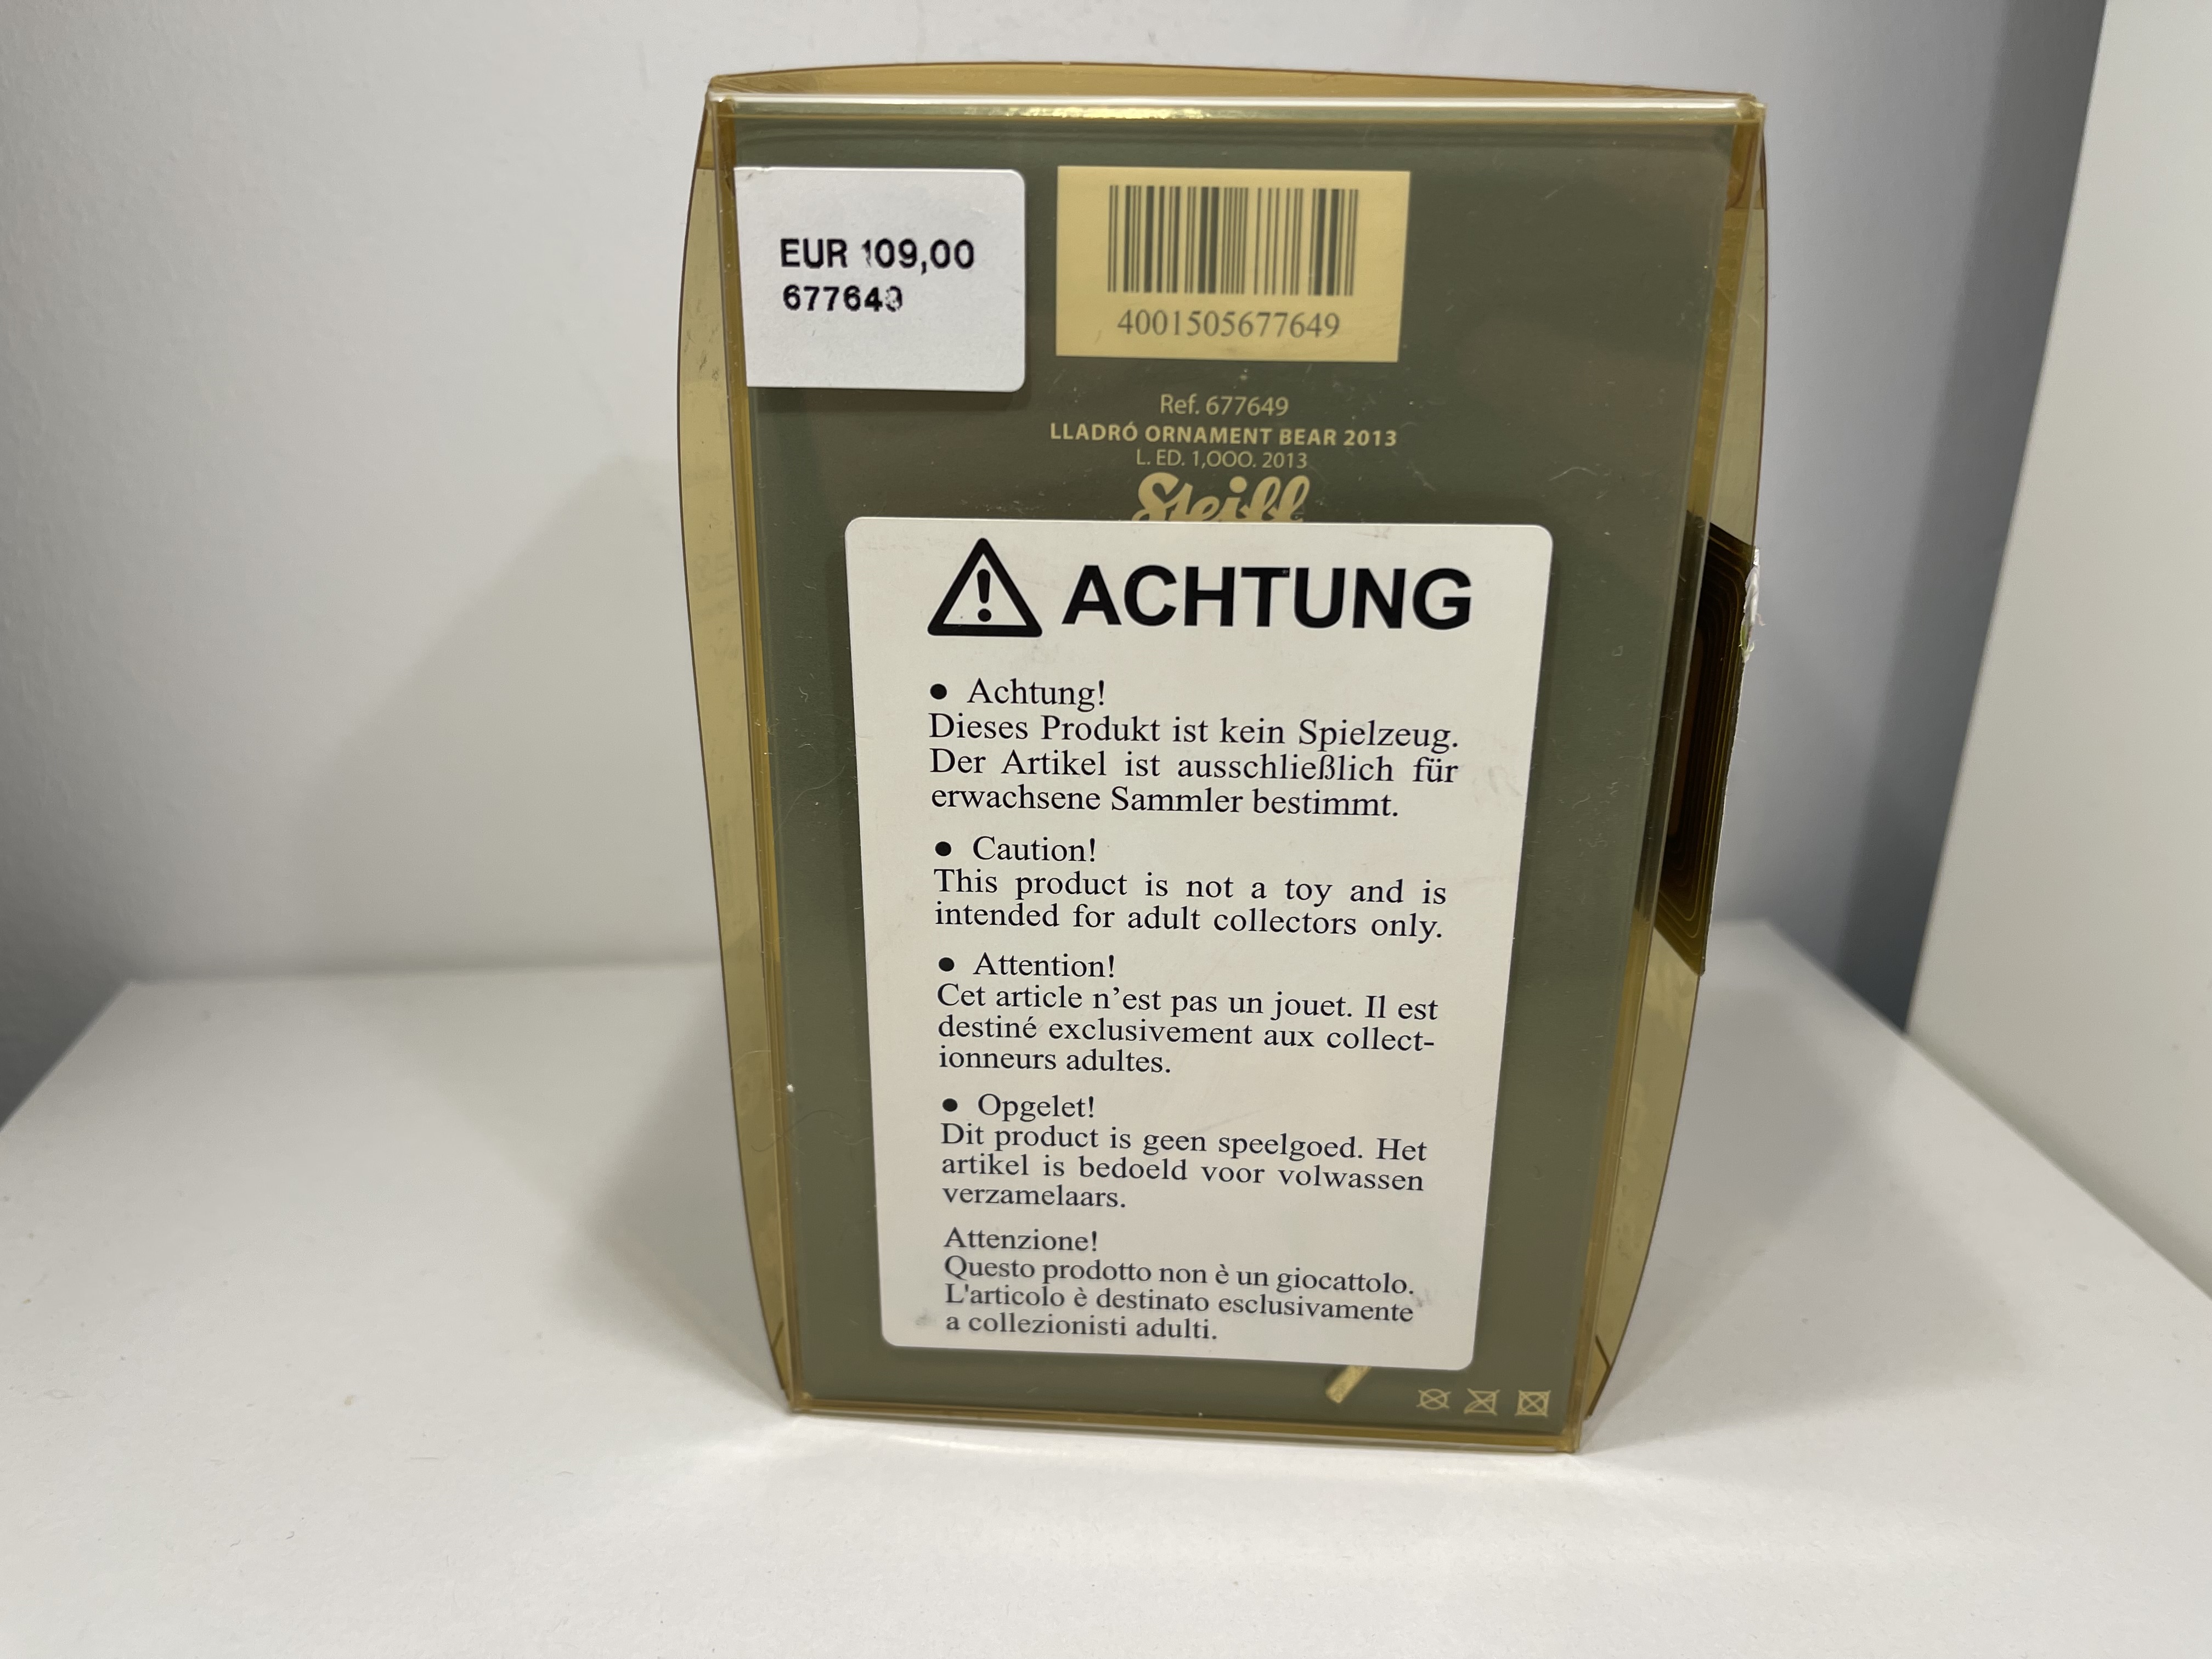 EUR 109,00
677649
4001505677649
Ref. 677649
LLADRÓ ORNAMENT BEAR 2013
L. ED. 1,000. 2013
Steiff
ACHTUNG
● Achtung!
Dieses Produkt ist kein Spielzeug.
Der Artikel ist ausschließlich für
erwachsene Sammler bestimmt.
● Caution!
This product is not a toy and is
intended for adult collectors only.
● Attention!
Cet article n'est pas un jouet. Il est
destiné exclusivement aux collect-
ionneurs adultes.
● Opgelet!
Dit product is geen speelgoed. Het
artikel is bedoeld voor volwassen
verzamelaars.
Attenzione!
Questo prodotto non è un giocattolo.
L'articolo è destinato esclusivamente
a collezionisti adulti.